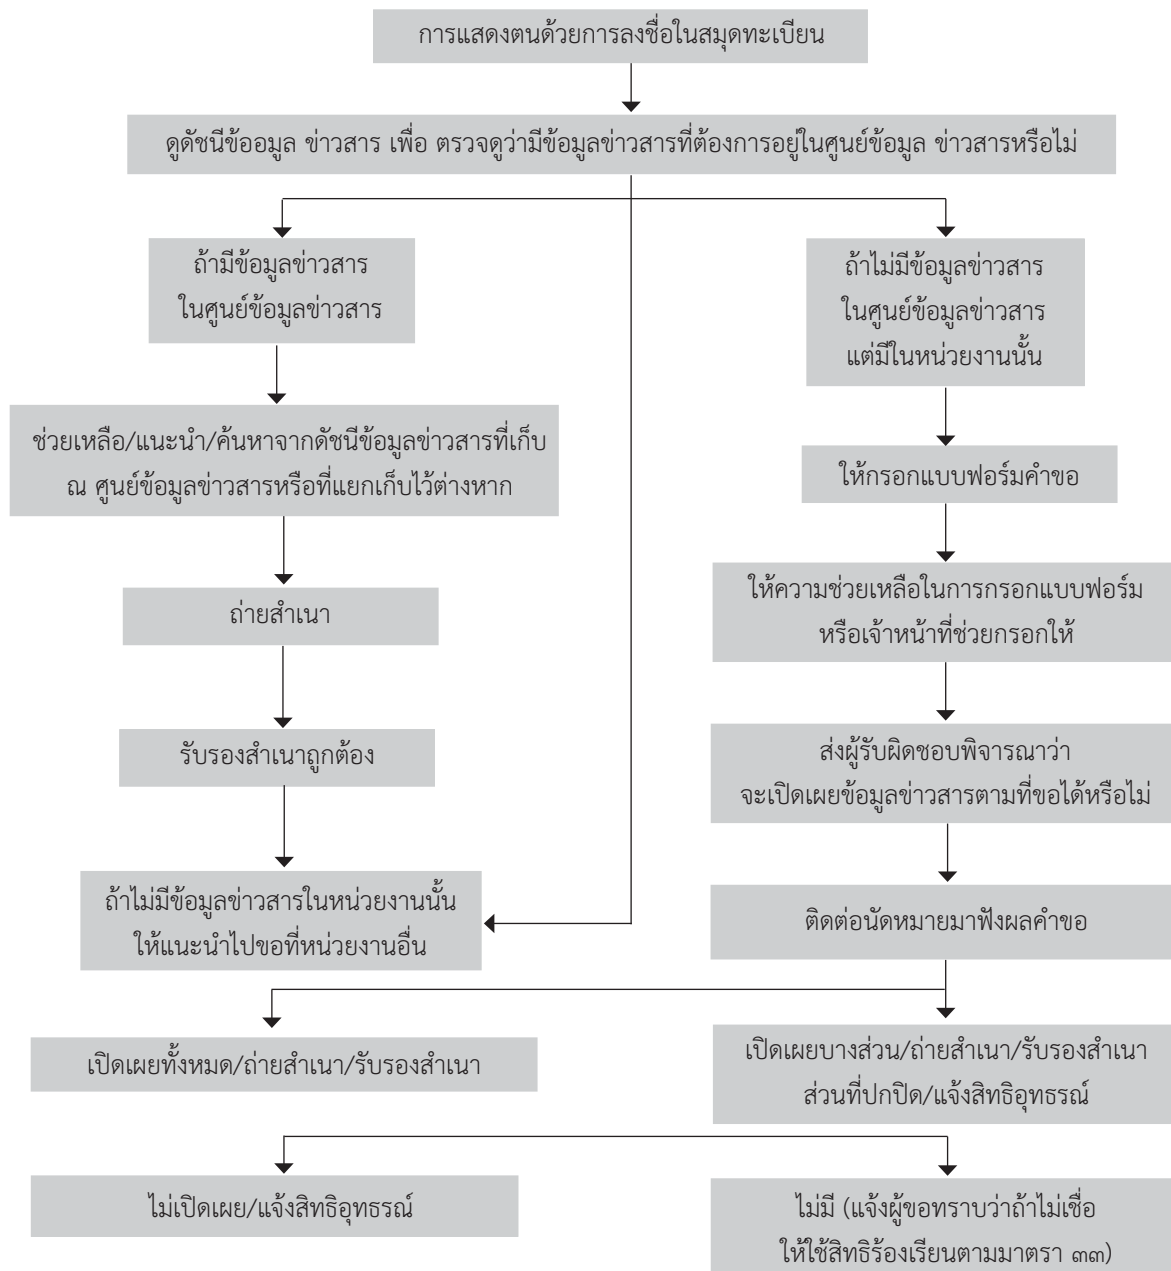 การแสดงตนด้วยการลงชื่อในสมุดทะเบียน
ดูดัชนีข้ออมูล ข่าวสาร เพื่อ ตรวจดูว่ามีข้อมูลข่าวสารที่ต้องการอยู่ในศูนย์ข้อมูล ข่าวสารหรือไม่
ถ้ามีข้อมูลข่าวสาร
ในศูนย์ข้อมูลข่าวสาร
ถ้าไม่มีข้อมูลข่าวสาร
ในศูนย์ข้อมูลข่าวสาร
แต่มีในหน่วยงานนั้น
ช่วยเหลือ/แนะนำ/ค้นหาจากดัชนีข้อมูลข่าวสารที่เก็บ
ณ ศูนย์ข้อมูลข่าวสารหรือที่แยกเก็บไว้ต่างหาก
ให้กรอกแบบฟอร์มคำขอ
ถ่ายสำเนา
ให้ความช่วยเหลือในการกรอกแบบฟอร์ม
หรือเจ้าหน้าที่ช่วยกรอกให้
รับรองสำเนาถูกต้อง
ส่งผู้รับผิดชอบพิจารณาว่า
จะเปิดเผยข้อมูลข่าวสารตามที่ขอได้หรือไม่
ถ้าไม่มีข้อมูลข่าวสารในหน่วยงานนั้น
ให้แนะนำไปขอที่หน่วยงานอื่น
ติดต่อนัดหมายมาฟังผลคำขอ
เปิดเผยทั้งหมด/ถ่ายสำเนา/รับรองสำเนา
เปิดเผยบางส่วน/ถ่ายสำเนา/รับรองสำเนา
ส่วนที่ปกปิด/แจ้งสิทธิอุทธรณ์
ไม่เปิดเผย/แจ้งสิทธิอุทธรณ์
ไม่มี (แจ้งผู้ขอทราบว่าถ้าไม่เชื่อ
ให้ใช้สิทธิร้องเรียนตามมาตรา ๓๓)